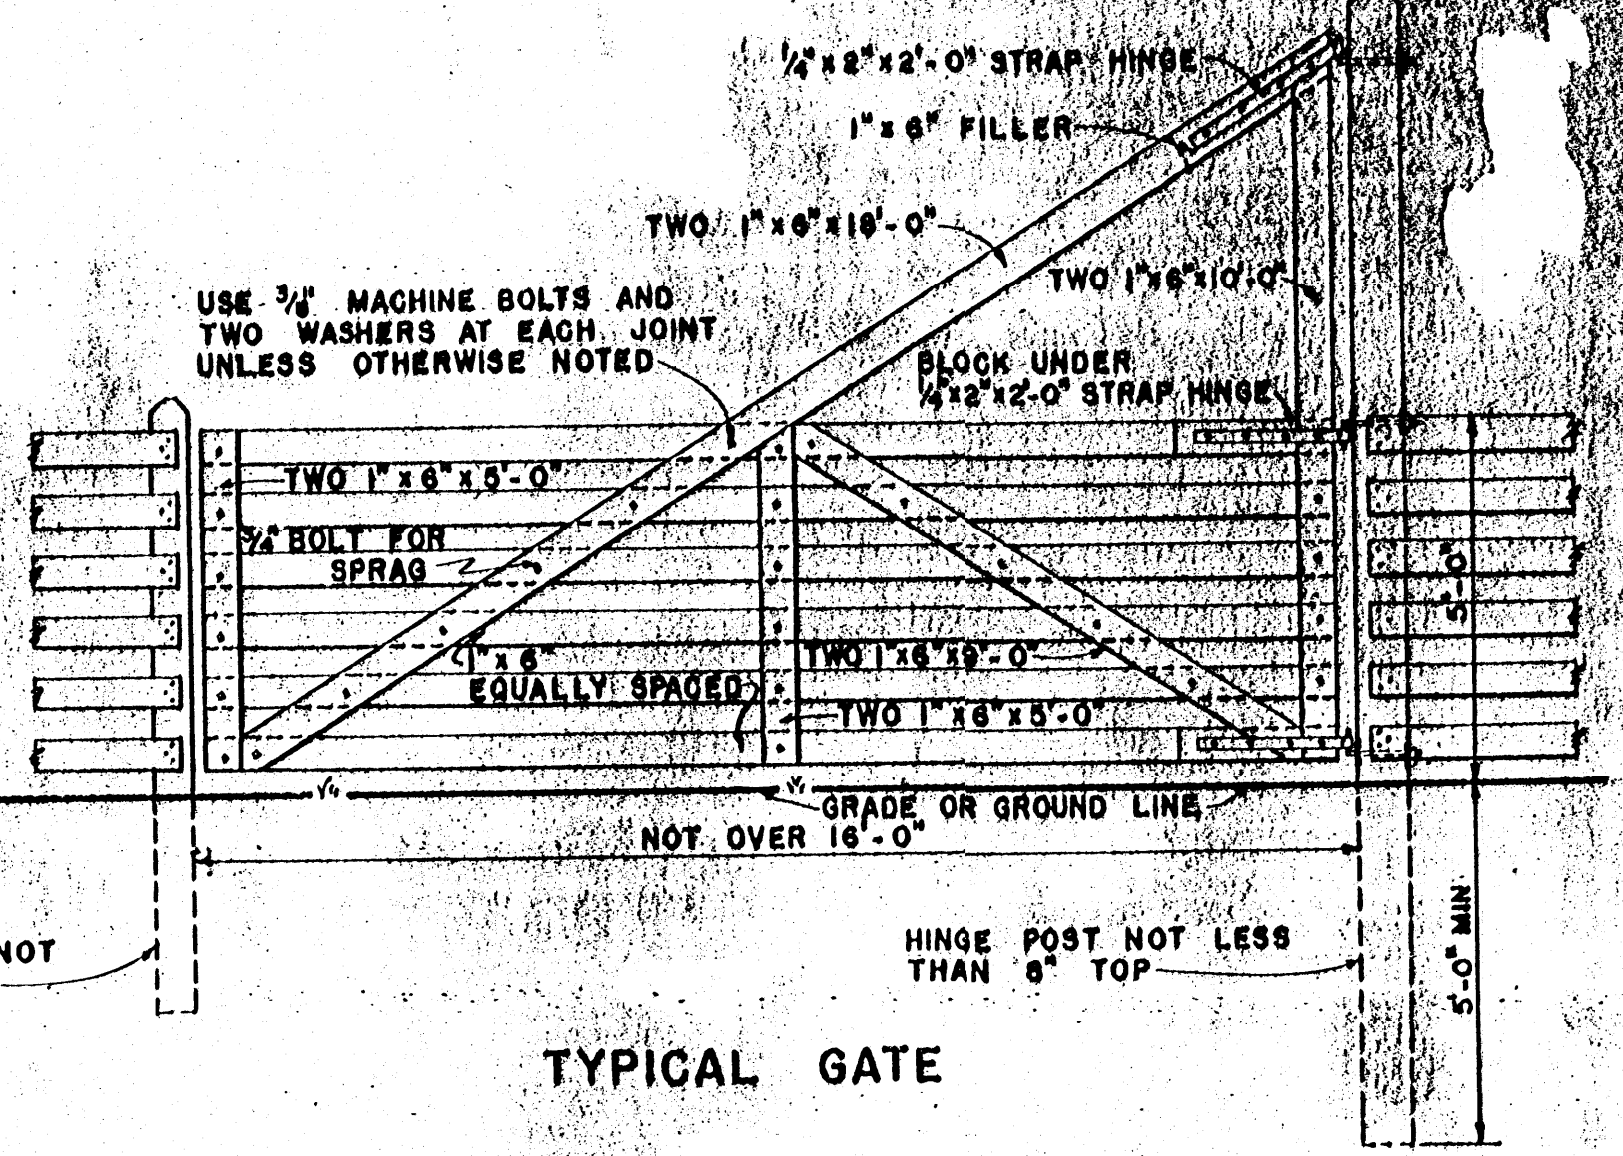 1/4" x 2" x 2'-0" STRAP HINGE
1" x 6" FILLER
TWO 1" x 6" x 18'-0"
TWO 1" x 6" x 10'-0"
USE 3/8" MACHINE BOLTS AND
TWO WASHERS AT EACH JOINT
UNLESS OTHERWISE NOTED
BLOCK UNDER
1/4" x 2" x 2'-0" STRAP HINGE
TWO 1" x 6" x 5'-0"
3/4" BOLT FOR
SPRAG
5'-0"
1" x 6"
EQUALLY SPACED
TWO 1" x 6" x 9'-0"
TWO 1" x 6" x 5'-0"
GRADE OR GROUND LINE
NOT OVER 16'-0"
NOT
HINGE POST NOT LESS
THAN 8" TOP
5'-0" MIN.
TYPICAL GATE